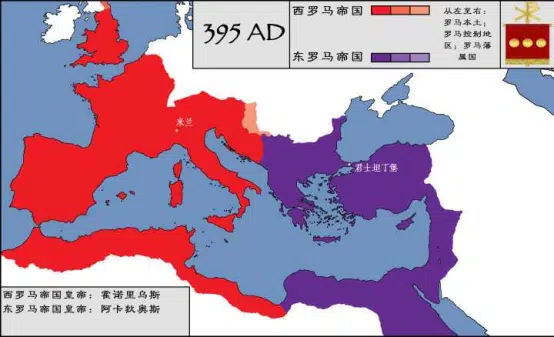 395 AD
西罗马帝国
东罗马帝国
从左至右:
罗马本土;
罗马控制地
区; 罗马藩
属国
米兰
君士坦丁堡
西罗马帝国皇帝: 霍诺里乌斯
东罗马帝国皇帝: 阿卡狄奥斯